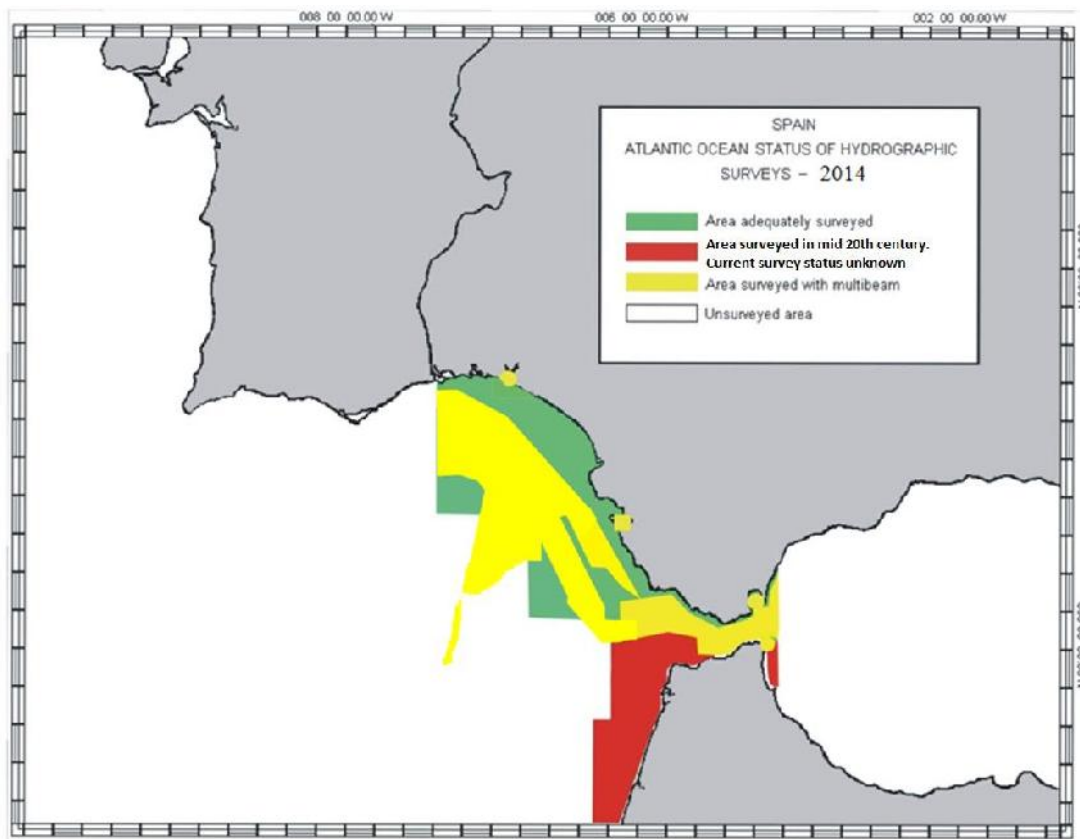 008 00 00.00 W
006 00 00.00 W
002 00 00.00 W
SPAIN
ATLANTIC OCEAN STATUS OF HYDROGRAPHIC
SURVEYS - 2014
Area adequately surveyed
Area surveyed in mid 20th century.
Current survey status unknown
Area surveyed with multibeam
Unsurveyed area